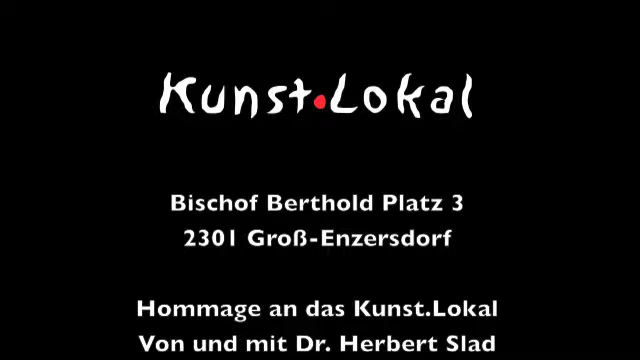 Kunst.Lokal
Bischof Berthold Platz 3
2301 Groß-Enzersdorf
Hommage an das Kunst.Lokal
Von und mit Dr. Herbert Slad